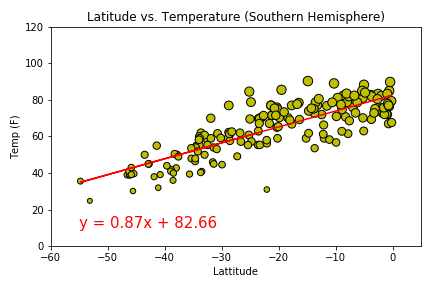 Latitude vs. Temperature (Southern Hemisphere)
120
100
80
60
40
20
0
Temp (F)
y = 0.87x + 82.66
−60 −50 −40 −30 −20 −10 0
Lattitude